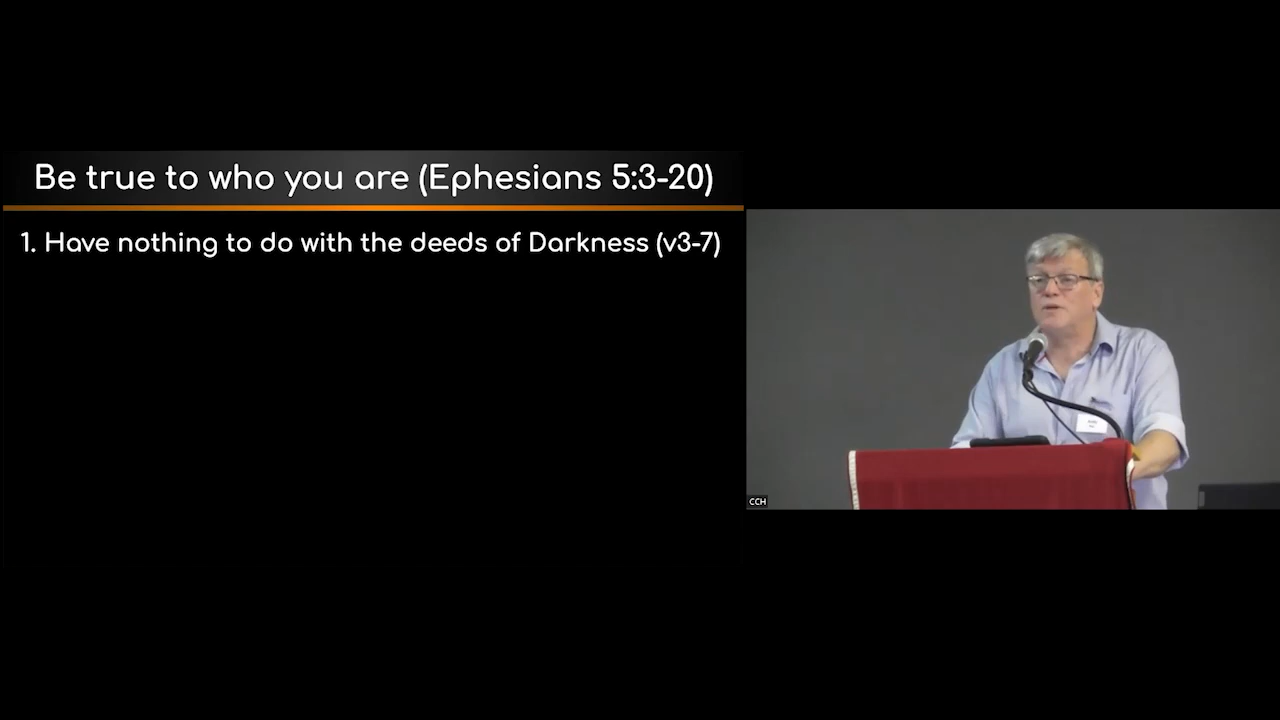 Be true to who you are (Ephesians 5:3-20)
1. Have nothing to do with the deeds of Darkness (v3-7)
CCH